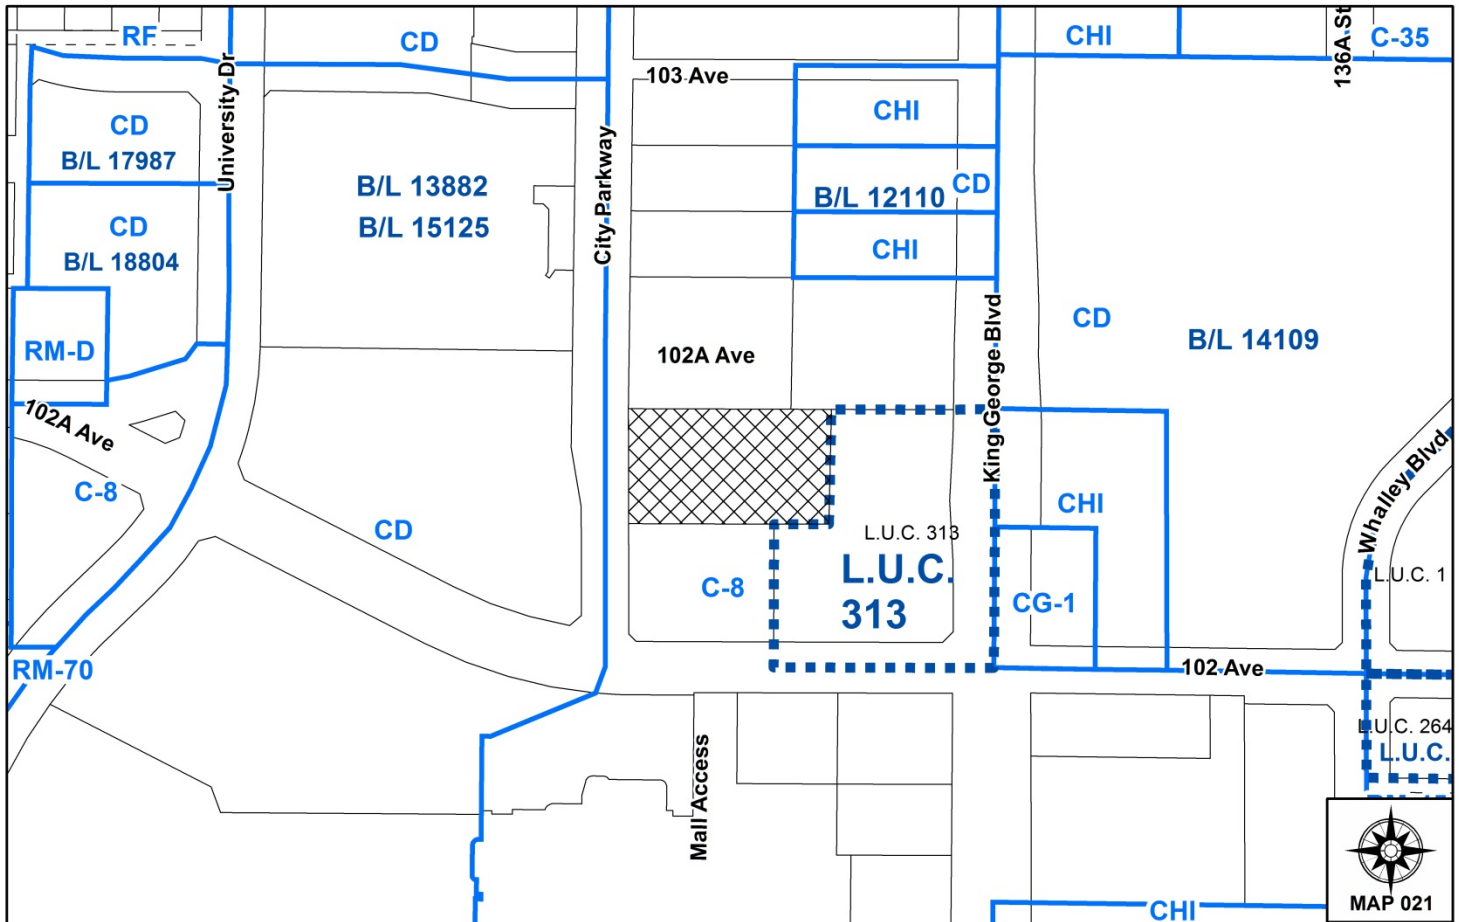 RF
CD
CHI
C-35
136A St
University Dr
103 Ave
CD
B/L 17987
CHI
B/L 13882
B/L 15125
City Parkway
CD
B/L 12110
CD
B/L 18804
CHI
King George Blvd
CD
B/L 14109
RM-D
102A Ave
102A Ave
C-8
CD
Whalley Blvd
CHI
L.U.C. 313
L.U.C.
313
C-8
CG-1
L.U.C. 1
RM-70
102 Ave
L.U.C. 264
L.U.C.
Mall Access
MAP 021
CHI